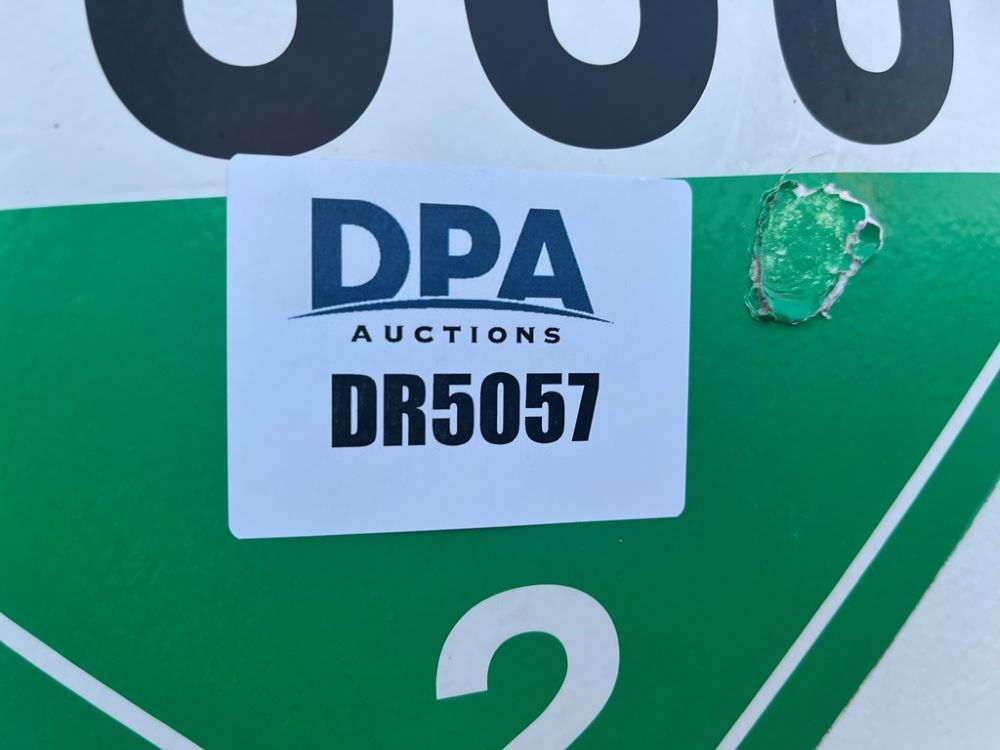 DPA
AUCTIONS
DR5057
2